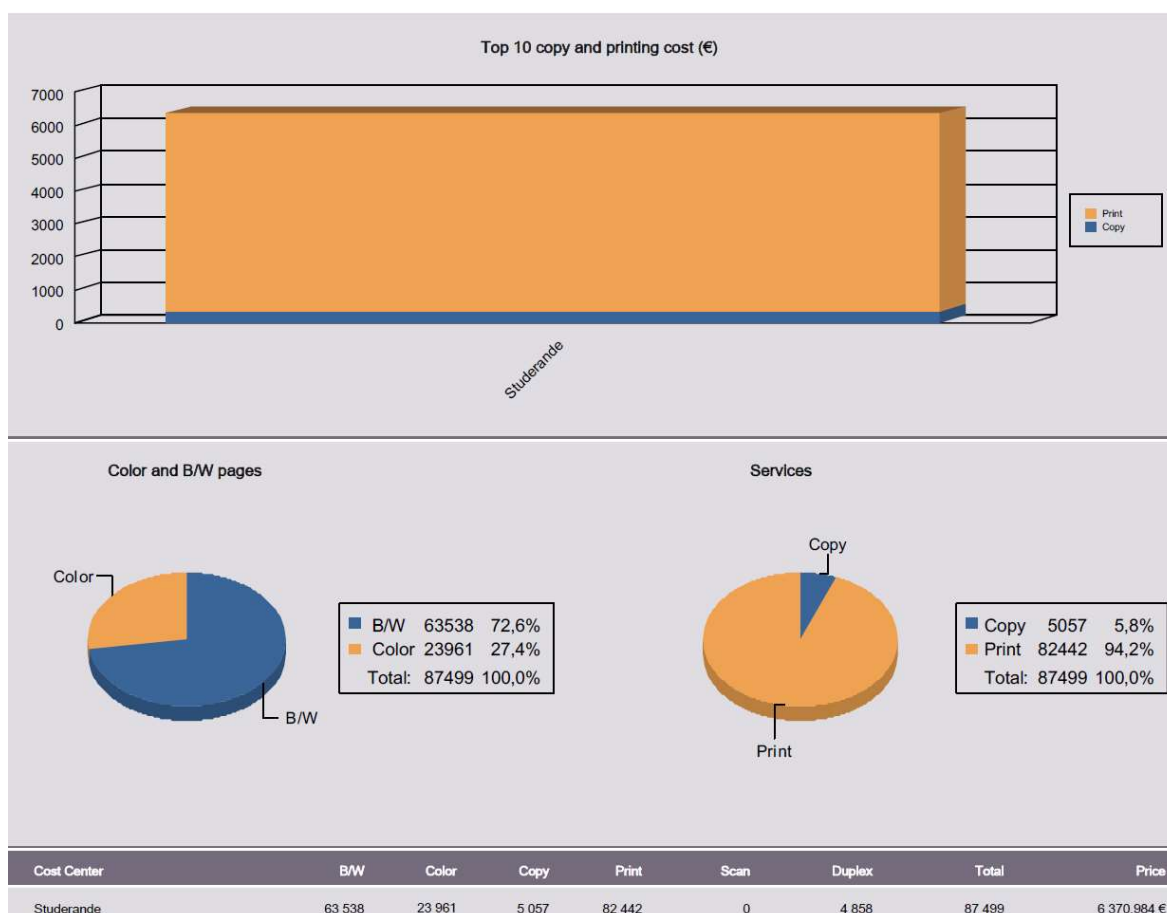 Top 10 copy and printing cost (€)
7000
6000
5000
4000
3000
2000
1000
0
Print
Copy
Studerande
Color and B/W pages
Services
Color
B/W
B/W 63538 72,6%
Color 23961 27,4%
Total: 87499 100,0%
Copy
Print
Copy 5057 5,8%
Print 82442 94,2%
Total: 87499 100,0%
Cost Center B/W Color Copy Print Scan Duplex Total Price
Studerande 63 538 23 961 5 057 82 442 0 4 858 87 499 6 370.984 €